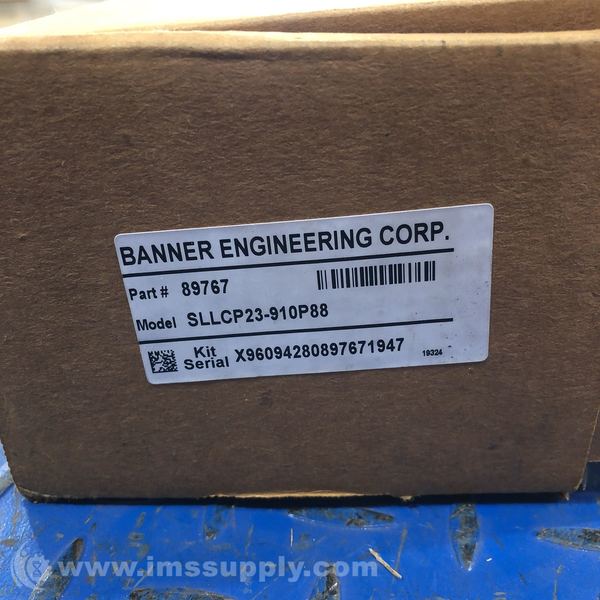 BANNER ENGINEERING CORP.
Part # 89767
Model SLLCP23-910P88
Kit Serial X96094280897671947
19324
www.imssupply.com